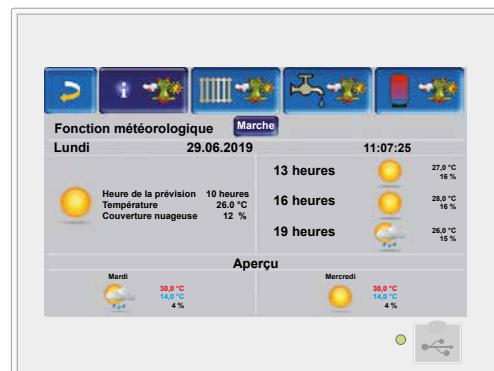 Fonction météorologique Marche
Lundi 29.06.2019 11:07:25
Heure de la prévision 10 heures
Température 26.0 °C
Couverture nuageuse 12 %
13 heures 27,0 °C
16 %
16 heures 28,0 °C
16 %
19 heures 26,0 °C
15 %
Aperçu
Mardi
30,0 °C
14,0 °C
4 %
Mercredi
30,0 °C
14,0 °C
4 %